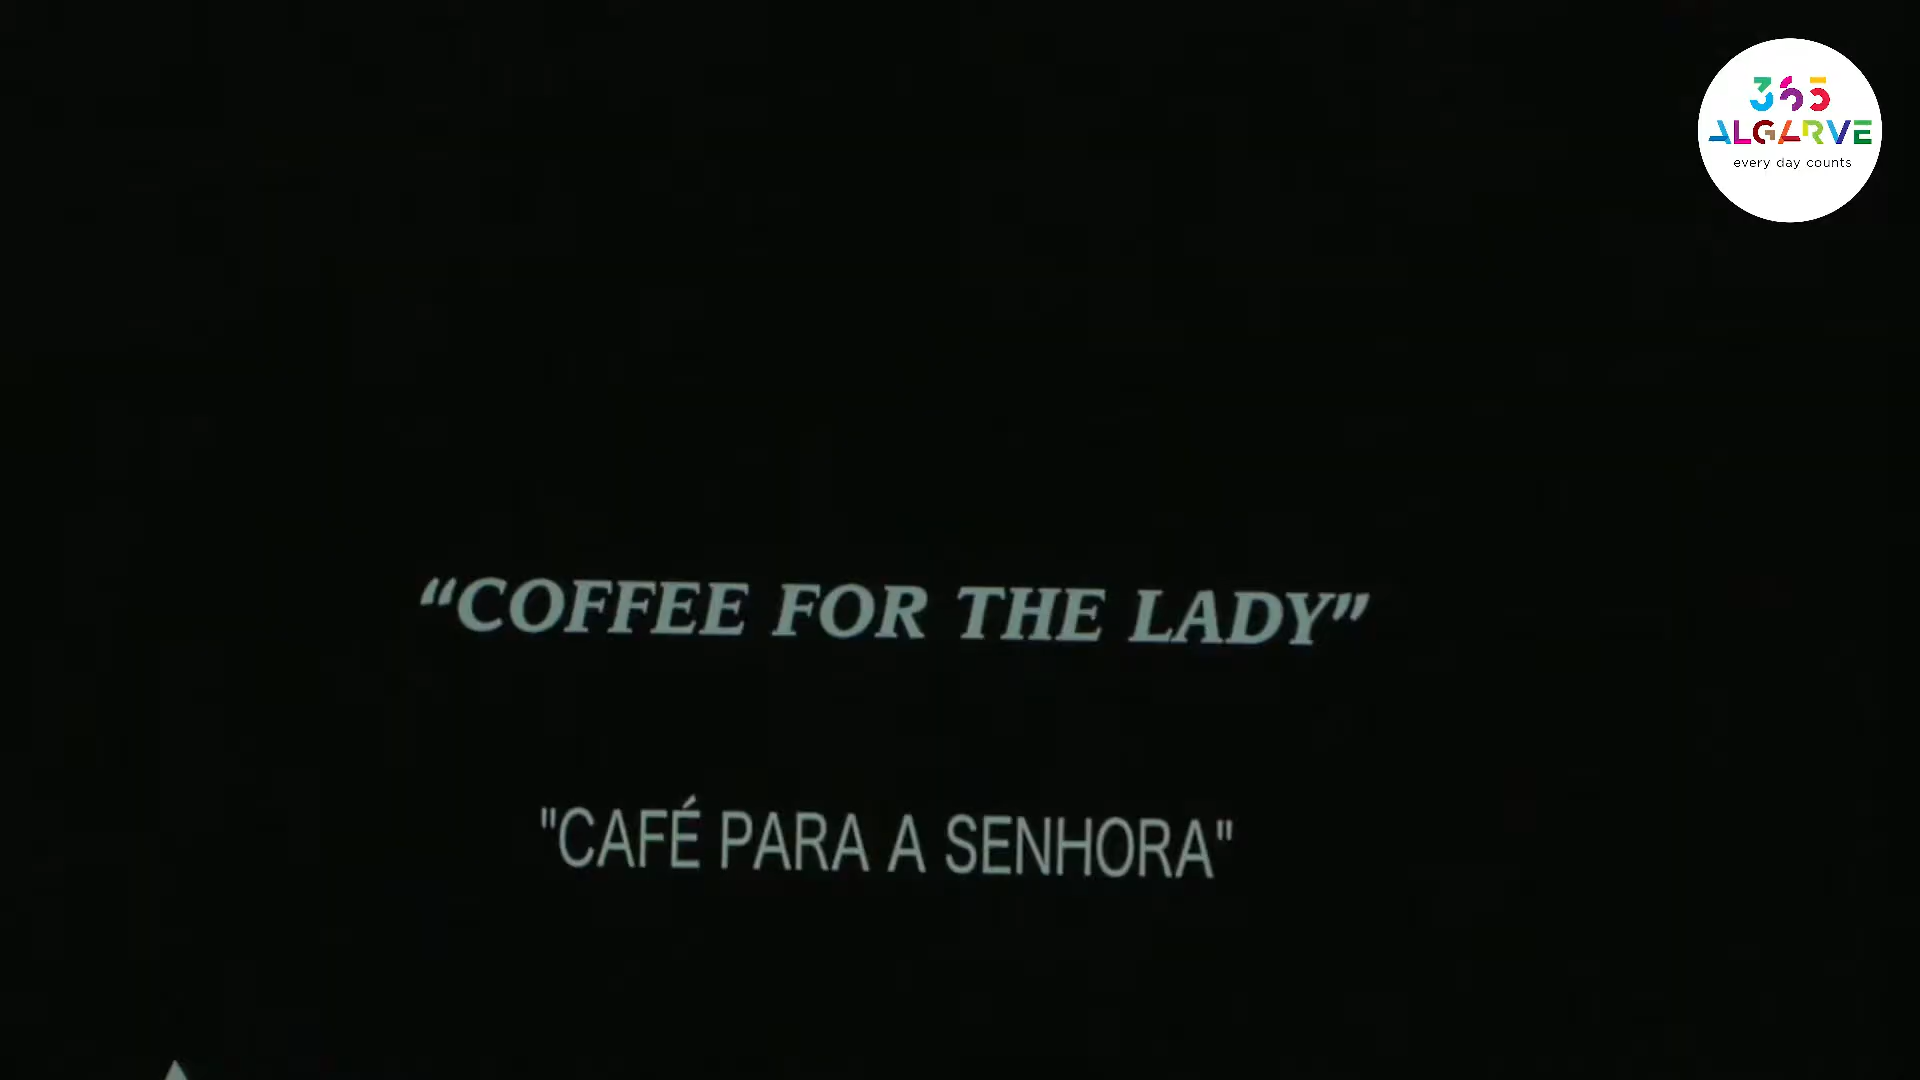 365
ALGARVE
every day counts
“COFFEE FOR THE LADY”
"CAFÉ PARA A SENHORA"